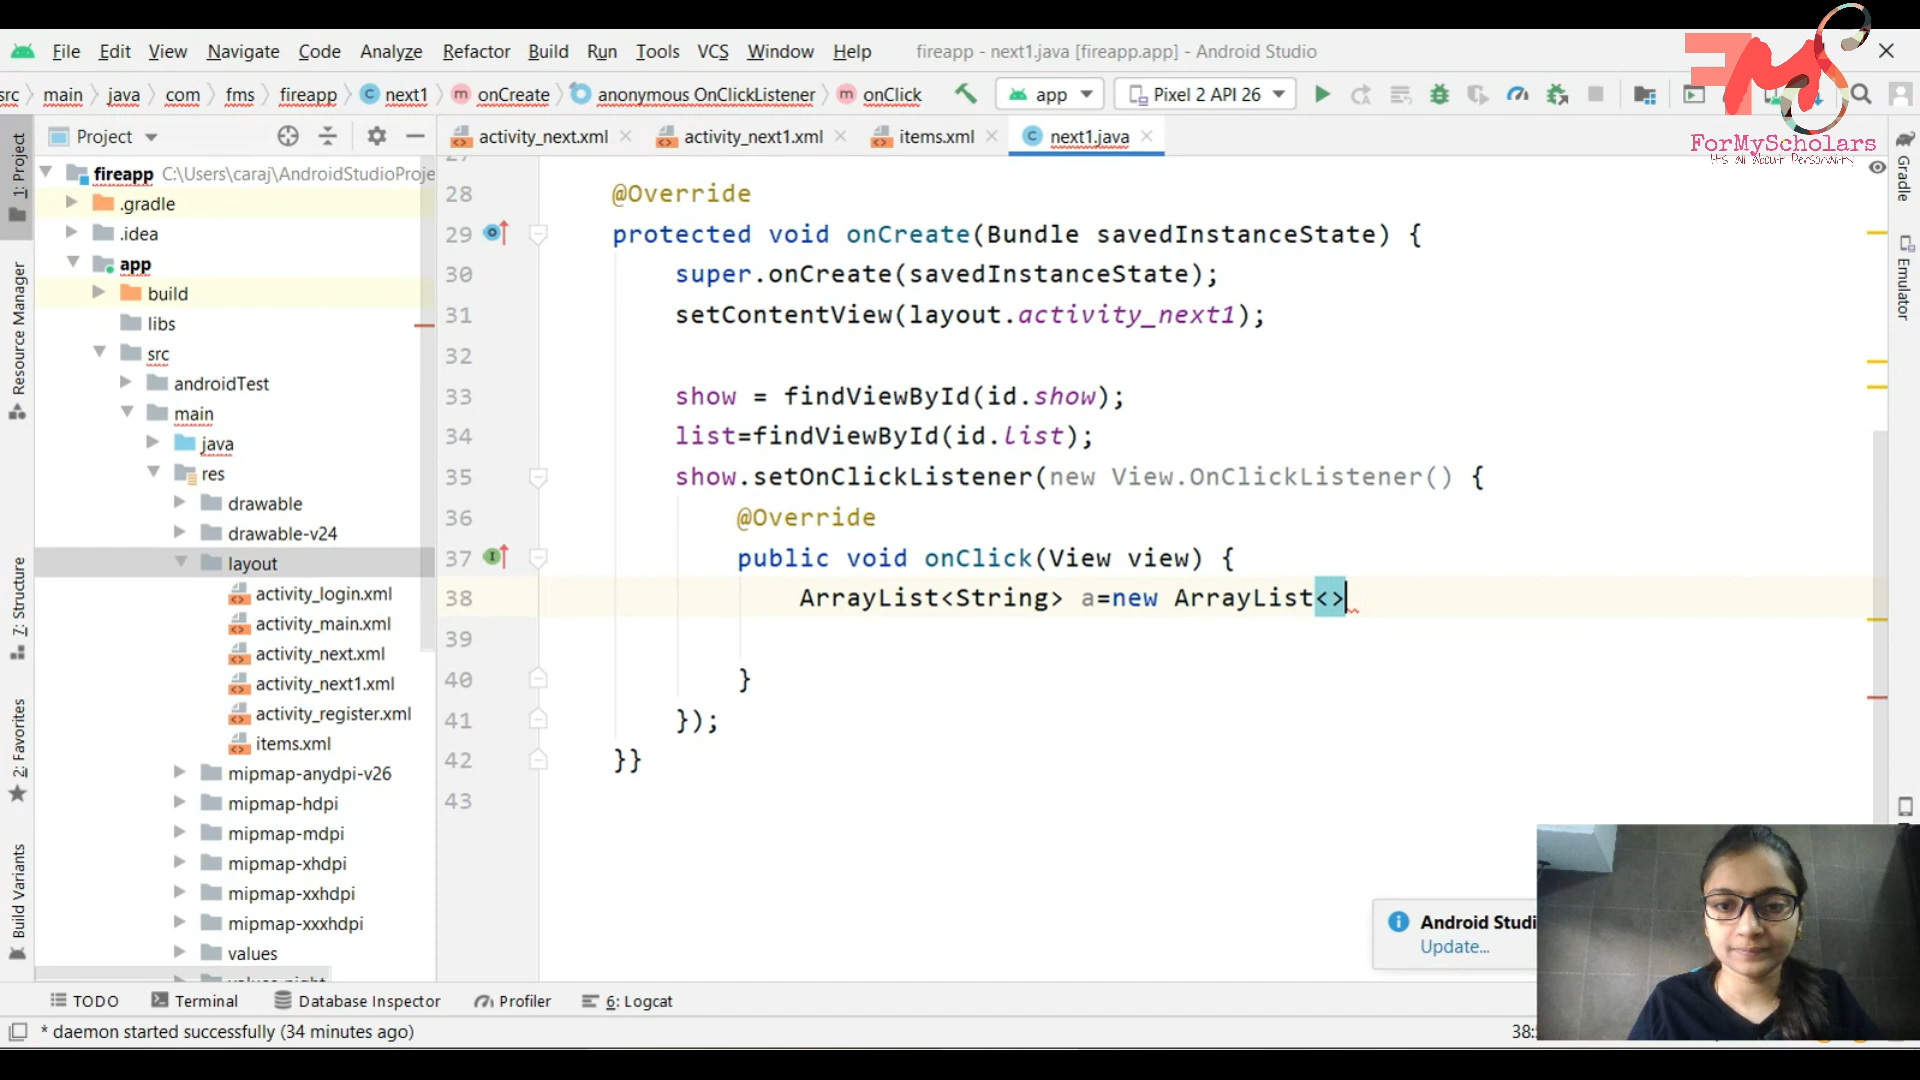 File Edit View Navigate Code Analyze Refactor Build Run Tools VCS Window Help fireapp - next1.java [fireapp.app] - Android Studio
src main java com fms fireapp next1 onCreate anonymous OnClickListener onClick app Pixel 2 API 26
FMS
ForMyScholars
It's all about Personality
Project
activity_next.xml activity_next1.xml items.xml next1.java
1: Project
Resource Manager
7: Structure
2: Favorites
Build Variants
Gradle
Emulator
fireapp C:\Users\caraj\AndroidStudioProje
.gradle
.idea
app
build
libs
src
androidTest
main
java
res
drawable
drawable-v24
layout
activity_login.xml
activity_main.xml
activity_next.xml
activity_next1.xml
activity_register.xml
items.xml
mipmap-anydpi-v26
mipmap-hdpi
mipmap-mdpi
mipmap-xhdpi
mipmap-xxhdpi
mipmap-xxxhdpi
values
28 @Override
29 protected void onCreate(Bundle savedInstanceState) {
30 super.onCreate(savedInstanceState);
31 setContentView(layout.activity_next1);
32
33 show = findViewById(id.show);
34 list=findViewById(id.list);
35 show.setOnClickListener(new View.OnClickListener() {
36 @Override
37 public void onClick(View view) {
38 ArrayList<String> a=new ArrayList<>
39
40 }
41 });
42 }}
43
Android Studi
Update...
TODO Terminal Database Inspector Profiler 6: Logcat
* daemon started successfully (34 minutes ago)
38: